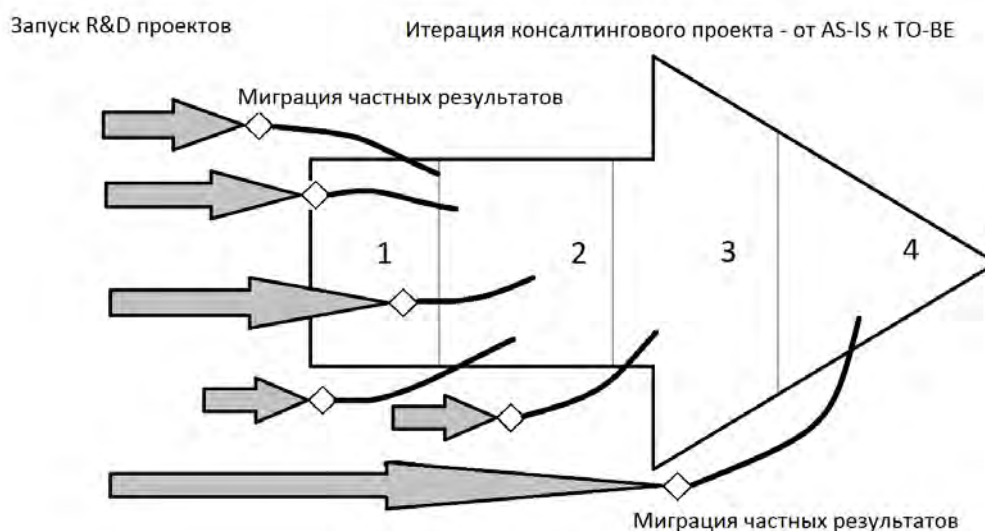 Запуск R&D проектов
Итерация консалтингового проекта - от AS-IS к TO-BE
Миграция частных результатов
1 2 3 4
Миграция частных результатов